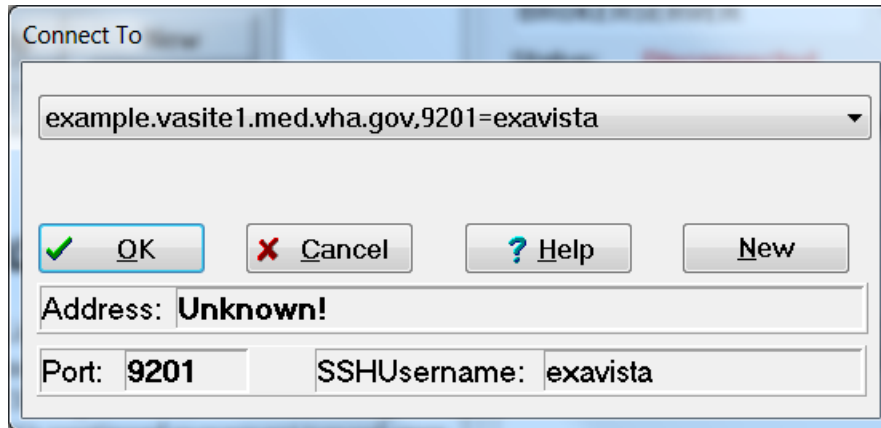 Connect To
example.vasite1.med.vha.gov,9201=exavista
OK
Cancel
? Help
New
Address: Unknown!
Port: 9201 SSHUsername: exavista